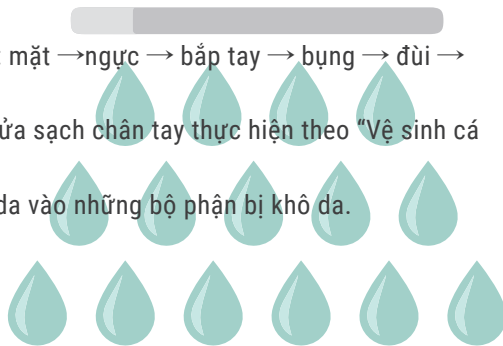 mặt →ngực → bắp tay → bụng → đùi →
ửa sạch chân tay thực hiện theo “Vệ sinh cá
da vào những bộ phận bị khô da.